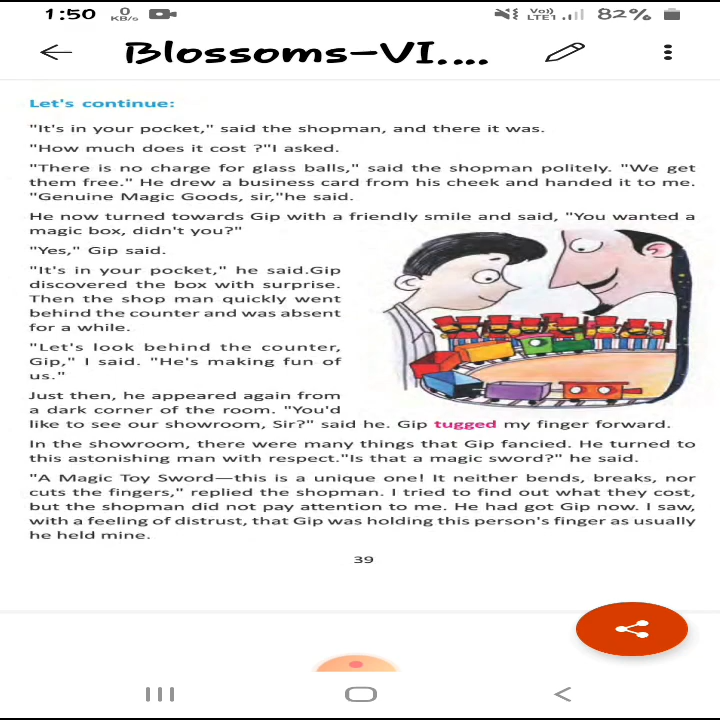 1:50 0 KB/s Vo)) LTE1 82%
Blossoms-VI....
Let's continue:
"It's in your pocket," said the shopman, and there it was.
"How much does it cost ?"I asked.
"There is no charge for glass balls," said the shopman politely. "We get
them free." He drew a business card from his cheek and handed it to me.
"Genuine Magic Goods, sir,"he said.
He now turned towards Gip with a friendly smile and said, "You wanted a
magic box, didn't you?"
"Yes," Gip said.
"It's in your pocket," he said.Gip
discovered the box with surprise.
Then the shop man quickly went
behind the counter and was absent
for a while.
"Let's look behind the counter,
Gip," I said. "He's making fun of
us."
Just then, he appeared again from
a dark corner of the room. "You'd
like to see our showroom, Sir?" said he. Gip tugged my finger forward.
In the showroom, there were many things that Gip fancied. He turned to
this astonishing man with respect."Is that a magic sword?" he said.
"A Magic Toy Sword—this is a unique one! It neither bends, breaks, nor
cuts the fingers," replied the shopman. I tried to find out what they cost,
but the shopman did not pay attention to me. He had got Gip now. I saw,
with a feeling of distrust, that Gip was holding this person's finger as usually
he held mine.
39